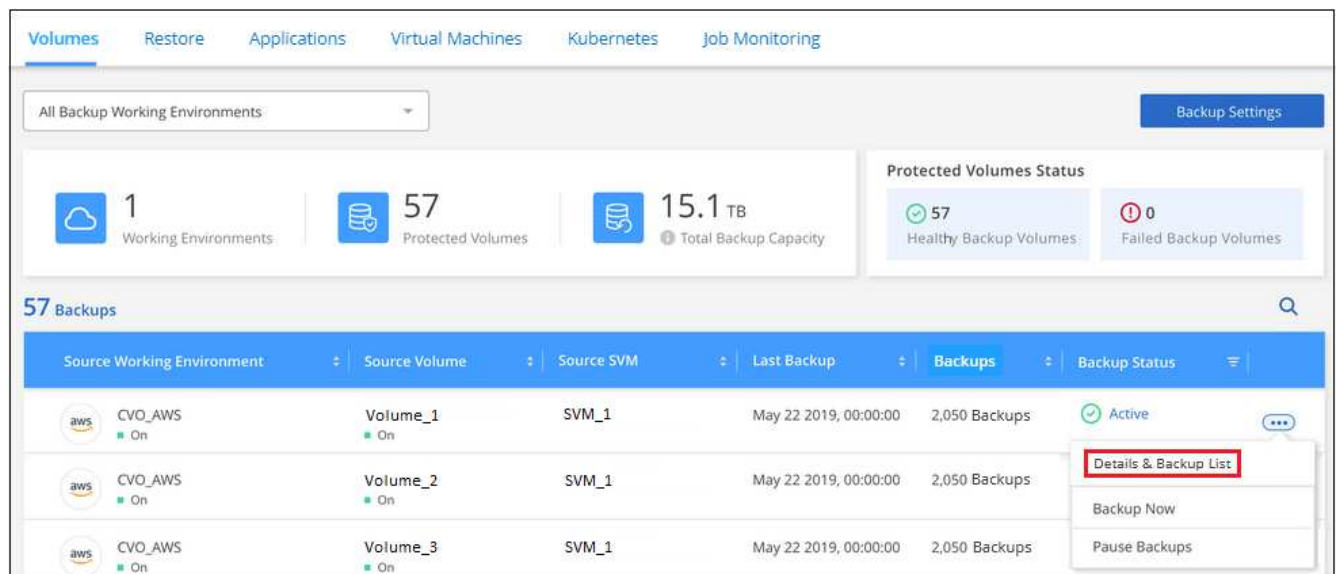 Volumes Restore Applications Virtual Machines Kubernetes Job Monitoring
All Backup Working Environments
Backup Settings
1
Working Environments
57
Protected Volumes
15.1 TB
Total Backup Capacity
Protected Volumes Status
57
Healthy Backup Volumes
0
Failed Backup Volumes
57 Backups
Source Working Environment Source Volume Source SVM Last Backup Backups Backup Status
aws CVO_AWS Volume_1 SVM_1 May 22 2019, 00:00:00 2,050 Backups Active
On On
Details & Backup List
aws CVO_AWS Volume_2 SVM_1 May 22 2019, 00:00:00 2,050 Backups
On On
Backup Now
aws CVO_AWS Volume_3 SVM_1 May 22 2019, 00:00:00 2,050 Backups
On On
Pause Backups